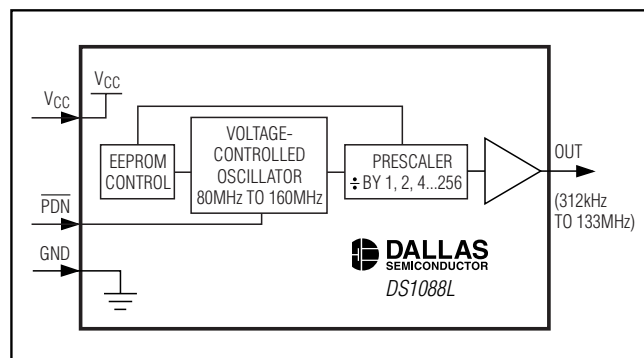 VCC
VCC
EEPROM
CONTROL
VOLTAGE-
CONTROLLED
OSCILLATOR
80MHz TO 160MHz
PRESCALER
÷ BY 1, 2, 4...256
OUT
(312kHz
TO 133MHz)
PDN
GND
DALLAS
SEMICONDUCTOR
DS1088L